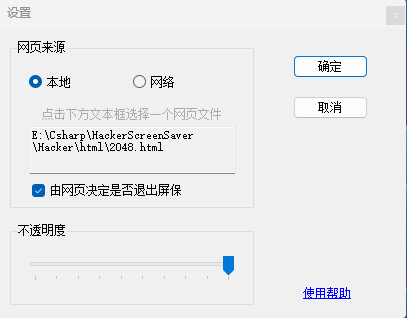 设置
网页来源
本地
网络
确定
取消
点击下方文本框选择一个网页文件
E:\Csharp\HackerScreenSaver
\Hacker\html\2048.html
由网页决定是否退出屏保
不透明度
使用帮助